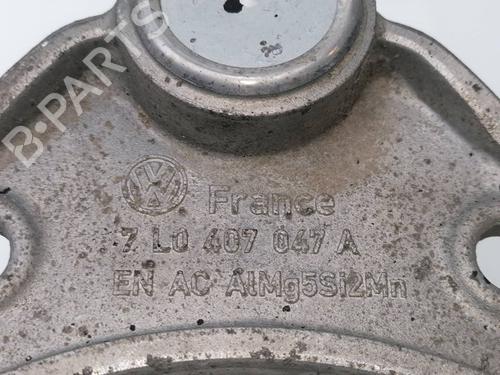 B-PARTS
VW France
7 L0 407 047 A
EN AC AlMg5Si2Mn